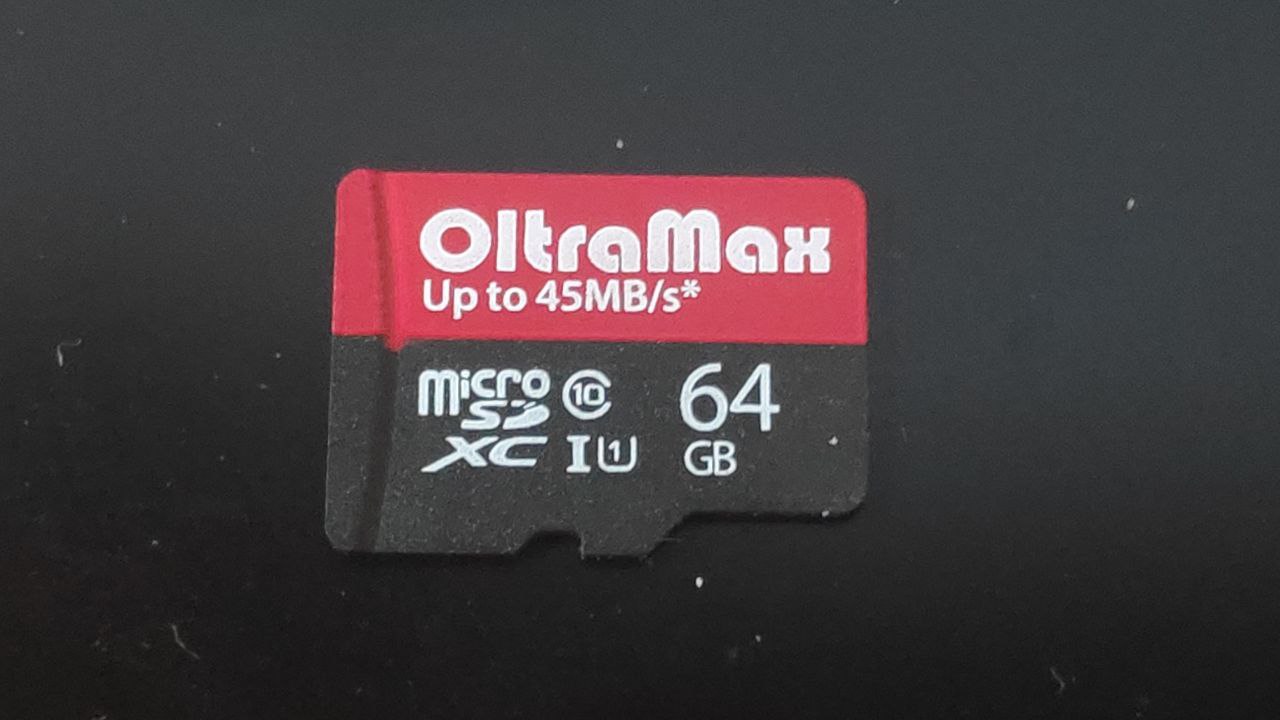 OltraMax
Up to 45MB/s*
micro SD 10 64
XC I U1 GB